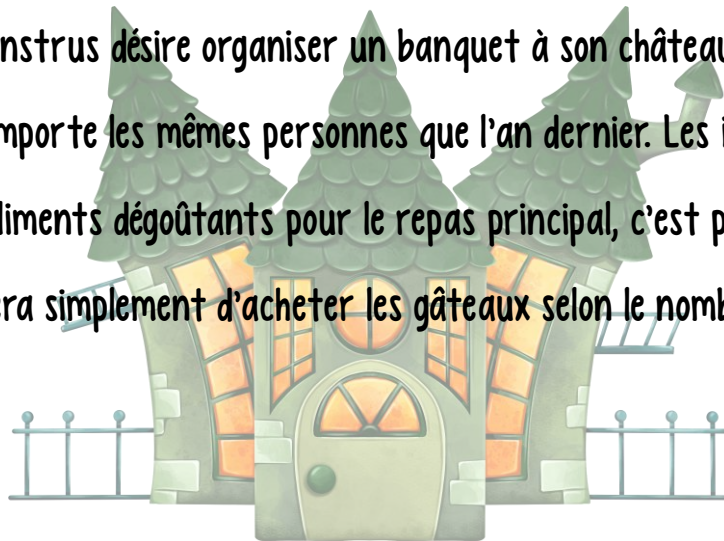 nstrus désire organiser un banquet à son château
mporte les mêmes personnes que l'an dernier. Les i
liments dégoûtants pour le repas principal, c'est p
era simplement d'acheter les gâteaux selon le nomb